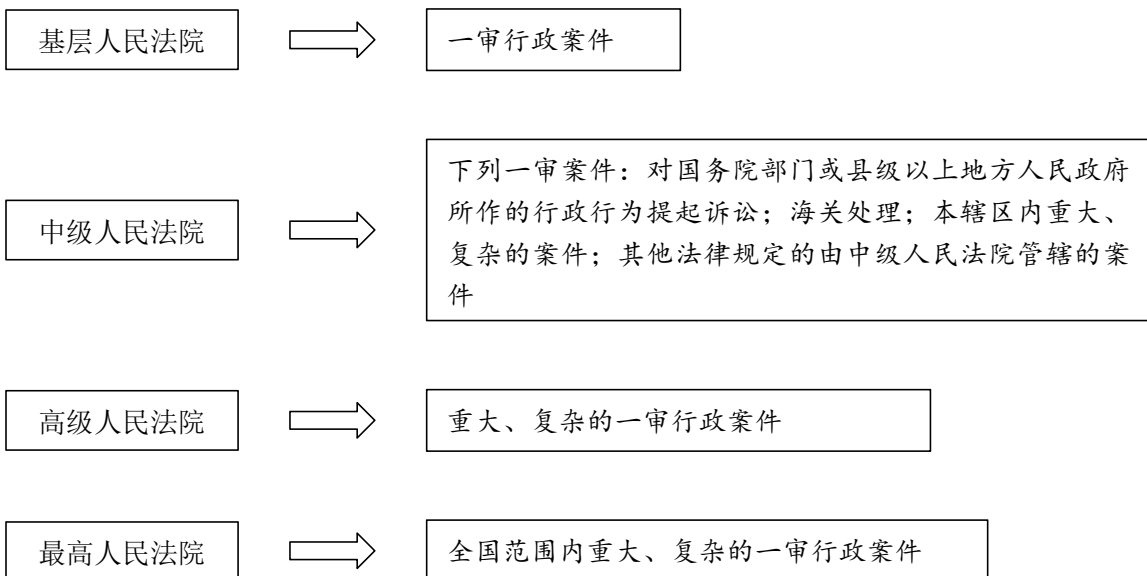 基层人民法院
一审行政案件
中级人民法院
下列一审案件：对国务院部门或县级以上地方人民政府
所作的行政行为提起诉讼；海关处理；本辖区内重大、
复杂的案件；其他法律规定的由中级人民法院管辖的案
件
高级人民法院
重大、复杂的一审行政案件
最高人民法院
全国范围内重大、复杂的一审行政案件